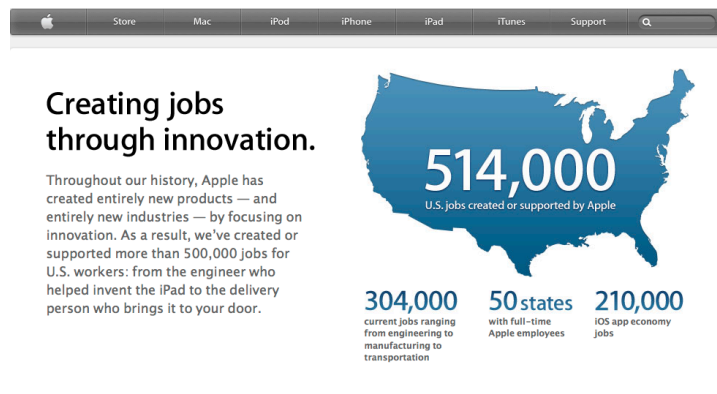 Store Mac iPod iPhone iPad iTunes Support
Creating jobs
through innovation.
Throughout our history, Apple has
created entirely new products — and
entirely new industries — by focusing on
innovation. As a result, we've created or
supported more than 500,000 jobs for
U.S. workers: from the engineer who
helped invent the iPad to the delivery
person who brings it to your door.
514,000
U.S. jobs created or supported by Apple
304,000
current jobs ranging
from engineering to
manufacturing to
transportation
50 states
with full-time
Apple employees
210,000
iOS app economy
jobs